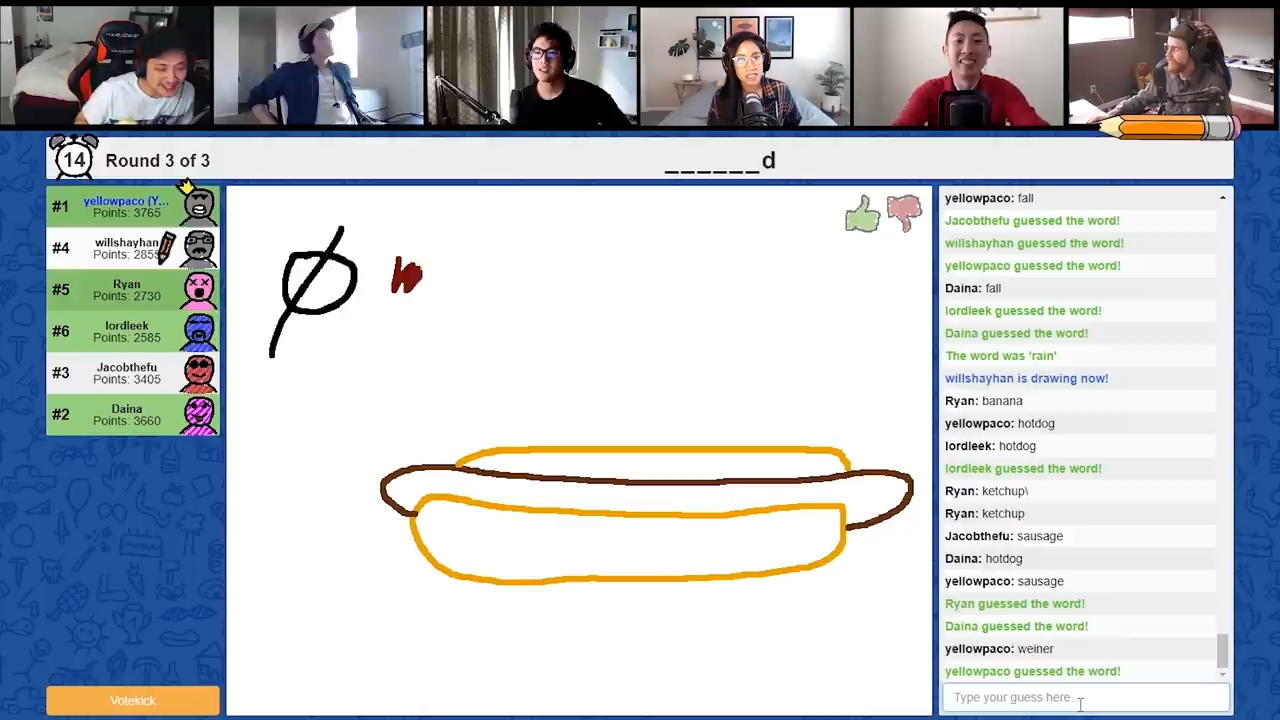 14
Round 3 of 3
______d
#1
yellowpaco (Y...
Points: 3765
#4
willshayhan
Points: 2855
#5
Ryan
Points: 2730
#6
lordleek
Points: 2585
#3
Jacobthefu
Points: 3405
#2
Daina
Points: 3660
Votekick
yellowpaco: fall
Jacobthefu guessed the word!
willshayhan guessed the word!
yellowpaco guessed the word!
Daina: fall
lordleek guessed the word!
Daina guessed the word!
The word was 'rain'
willshayhan is drawing now!
Ryan: banana
yellowpaco: hotdog
lordleek: hotdog
lordleek guessed the word!
Ryan: ketchup\
Ryan: ketchup
Jacobthefu: sausage
Daina: hotdog
yellowpaco: sausage
Ryan guessed the word!
Daina guessed the word!
yellowpaco: weiner
yellowpaco guessed the word!
Type your guess here...